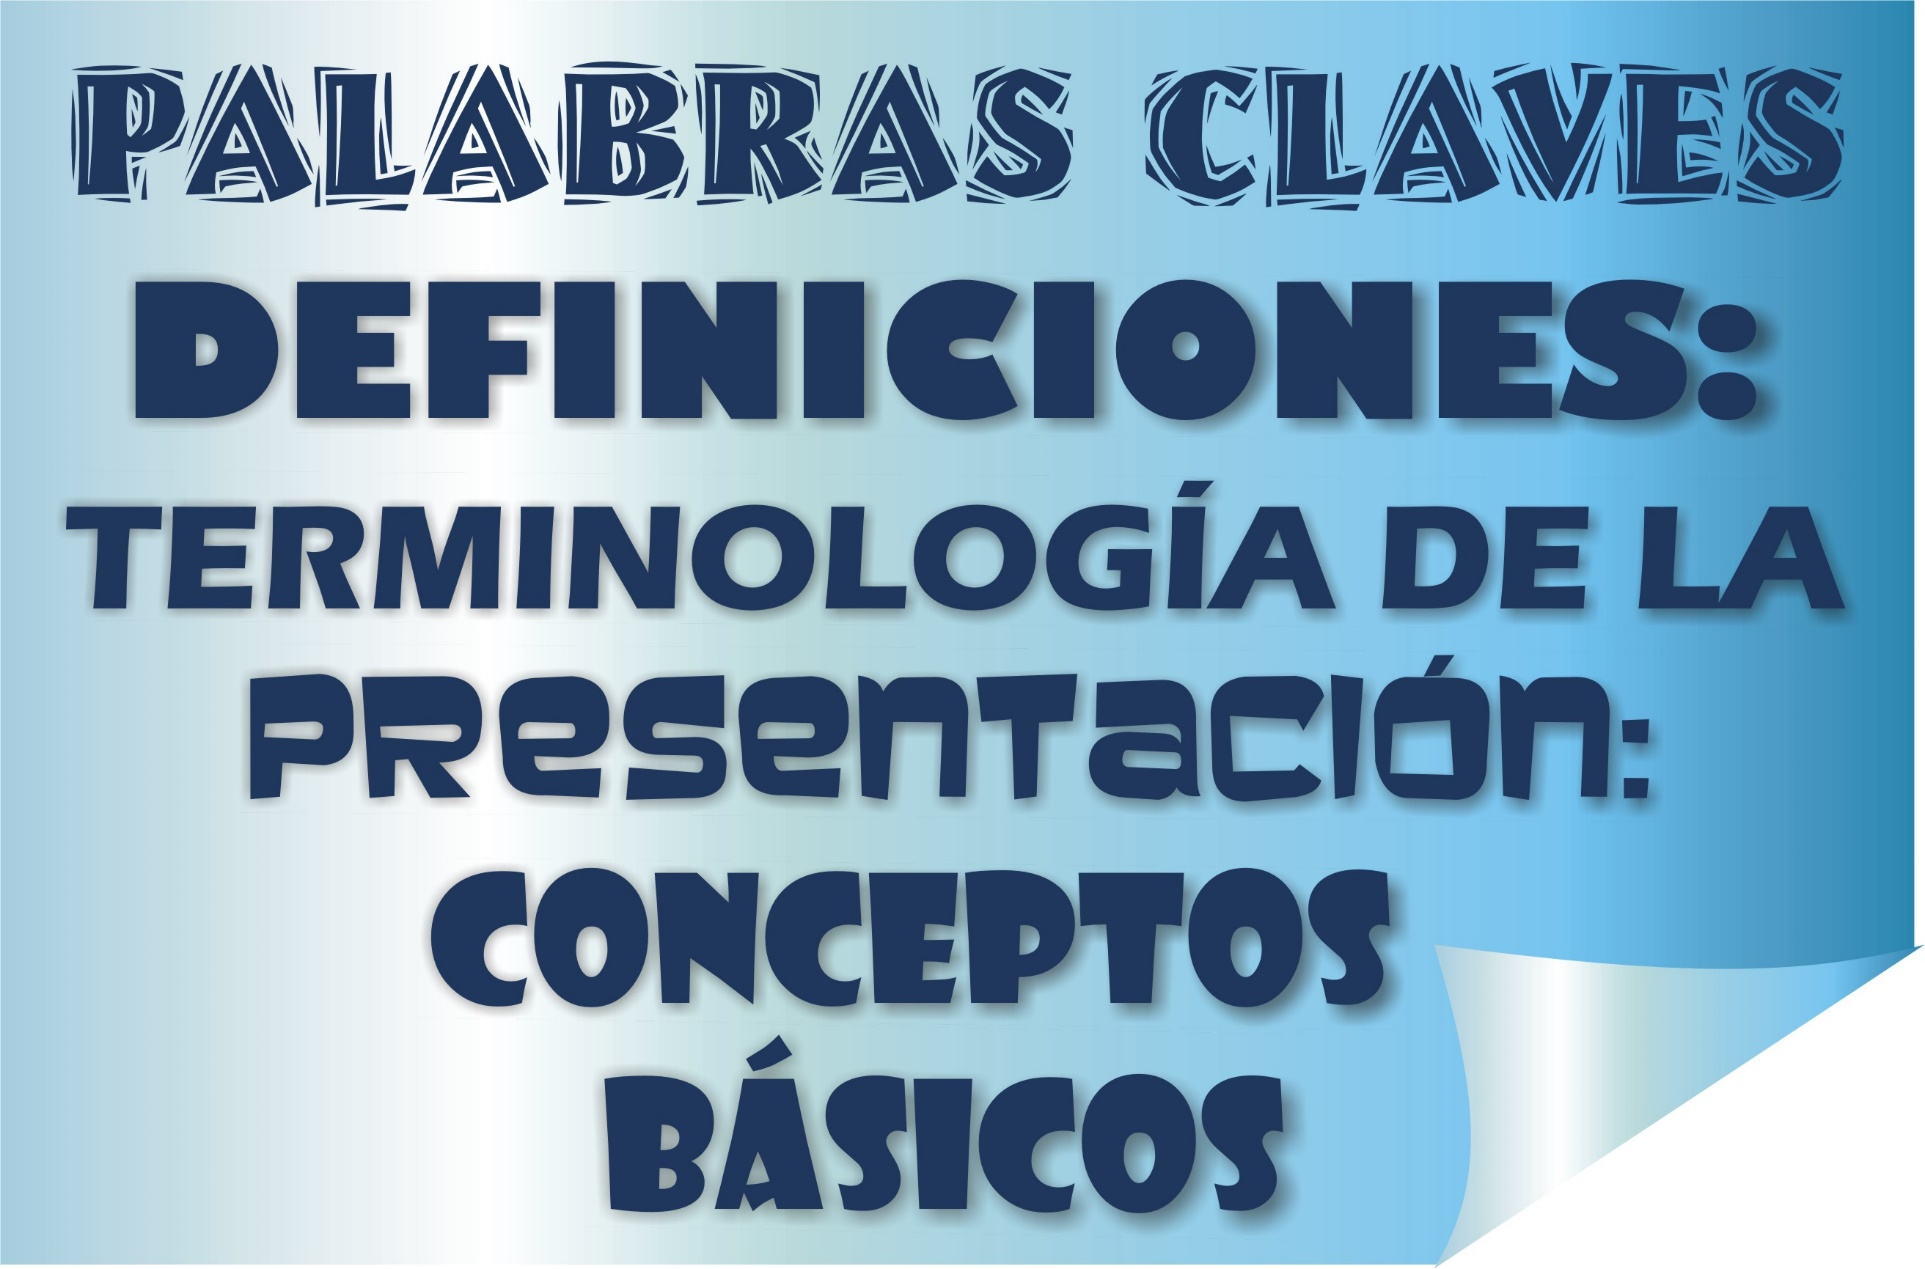 PALABRAS CLAVES
DEFINICIONES:
TERMINOLOGÍA DE LA
PResenTaCIón:
CONCEPTOS
BÁSICOS